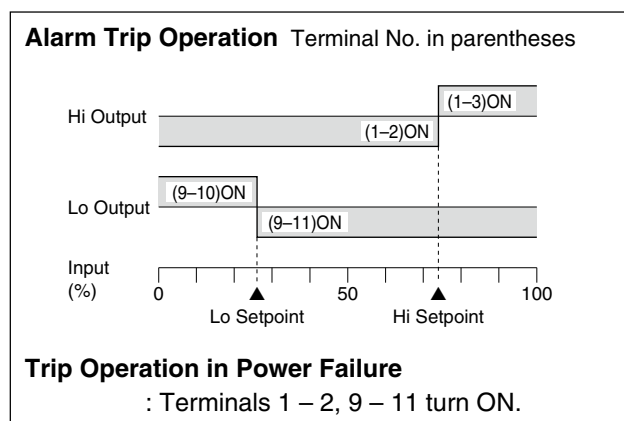 Alarm Trip Operation Terminal No. in parentheses
(1–3)ON
Hi Output
(1–2)ON
(9–10)ON
Lo Output
(9–11)ON
Input
(%)
0 50 100
Lo Setpoint Hi Setpoint
Trip Operation in Power Failure
: Terminals 1 – 2, 9 – 11 turn ON.